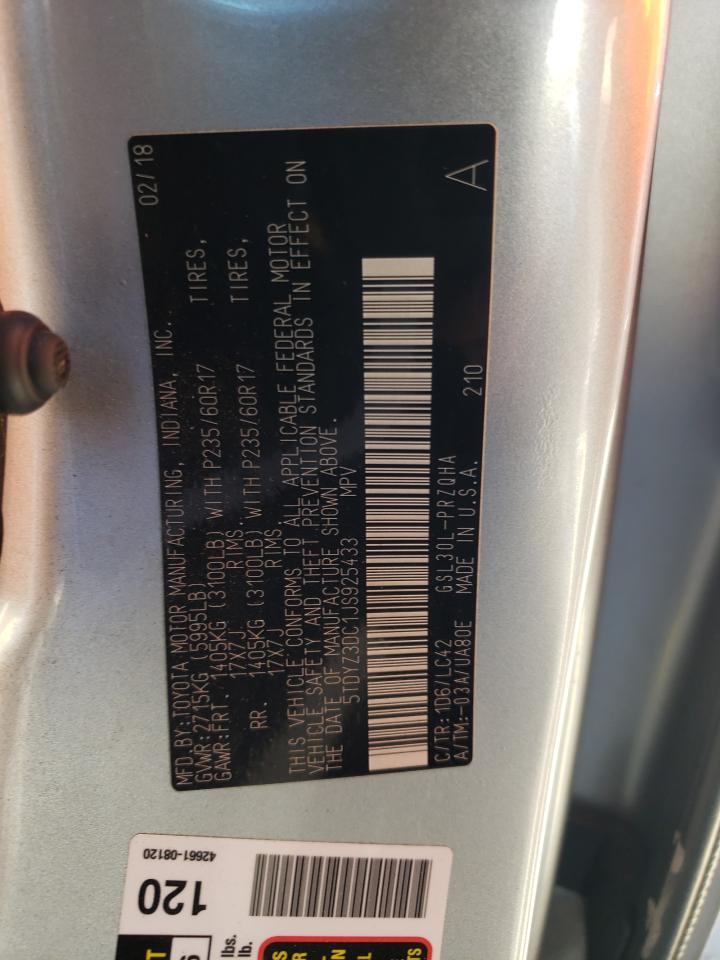 MFD.BY:TOYOTA MOTOR MANUFACTURING, INDIANA, INC. 02/18
GVWR:2715KG (5995LB)
GAWR:FRT. 1405KG (3100LB) WITH P235/60R17 TIRES,
17X7J RIMS.
RR. 1405KG (3100LB) WITH P235/60R17 TIRES,
17X7J RIMS.
THIS VEHICLE CONFORMS TO ALL APPLICABLE FEDERAL MOTOR
VEHICLE SAFETY AND THEFT PREVENTION STANDARDS IN EFFECT ON
THE DATE OF MANUFACTURE SHOWN ABOVE.
5TDYZ3DC1JS925433 MPV
C/TR:1D6/LC42 GSL30L-PRZQHA
A/TM:-03A/UA80E MADE IN U.S.A. 210 A
42661-08120
120
lbs.
lb.